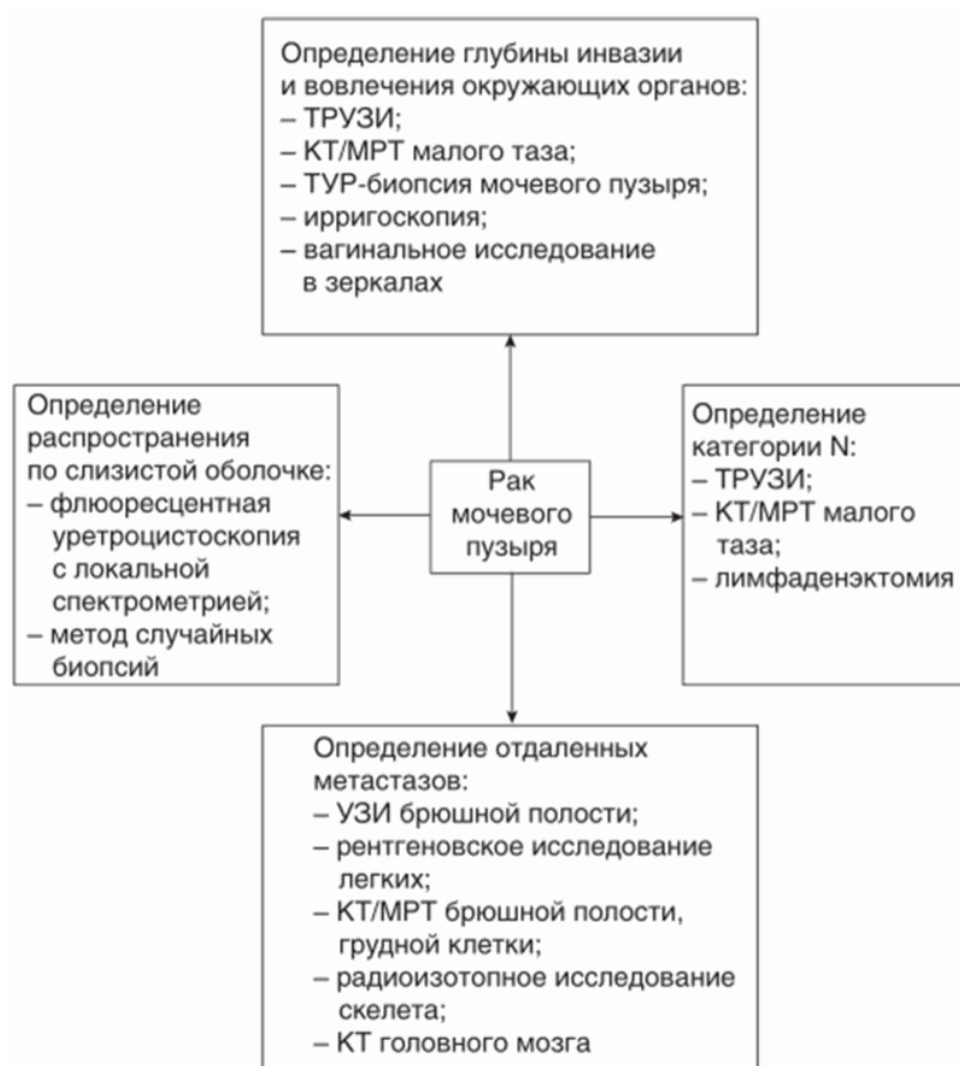 Определение глубины инвазии
и вовлечения окружающих органов:
– ТРУЗИ;
– КТ/МРТ малого таза;
– ТУР-биопсия мочевого пузыря;
– ирригоскопия;
– вагинальное исследование
в зеркалах
Определение
распространения
по слизистой оболочке:
– флюоресцентная
уретроцистоскопия
с локальной
спектрометрией;
– метод случайных
биопсий
Рак
мочевого
пузыря
Определение
категории N:
– ТРУЗИ;
– КТ/МРТ малого
таза;
– лимфаденэктомия
Определение отдаленных
метастазов:
– УЗИ брюшной полости;
– рентгеновское исследование
легких;
– КТ/МРТ брюшной полости,
грудной клетки;
– радиоизотопное исследование
скелета;
– КТ головного мозга